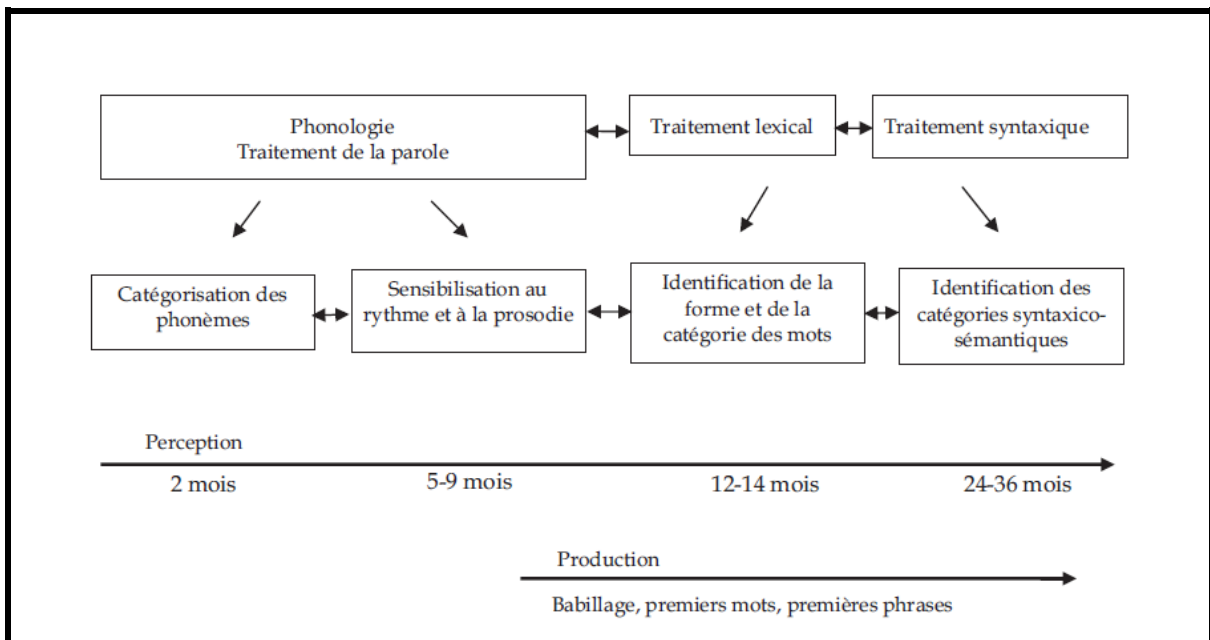 Phonologie
Traitement de la parole
Traitement lexical
Traitement syntaxique
Catégorisation des
phonèmes
Sensibilisation au
rythme et à la prosodie
Identification de la
forme et de la
catégorie des mots
Identification des
catégories syntaxico-
sémantiques
Perception
2 mois
5-9 mois
12-14 mois
24-36 mois
Production
Babillage, premiers mots, premières phrases